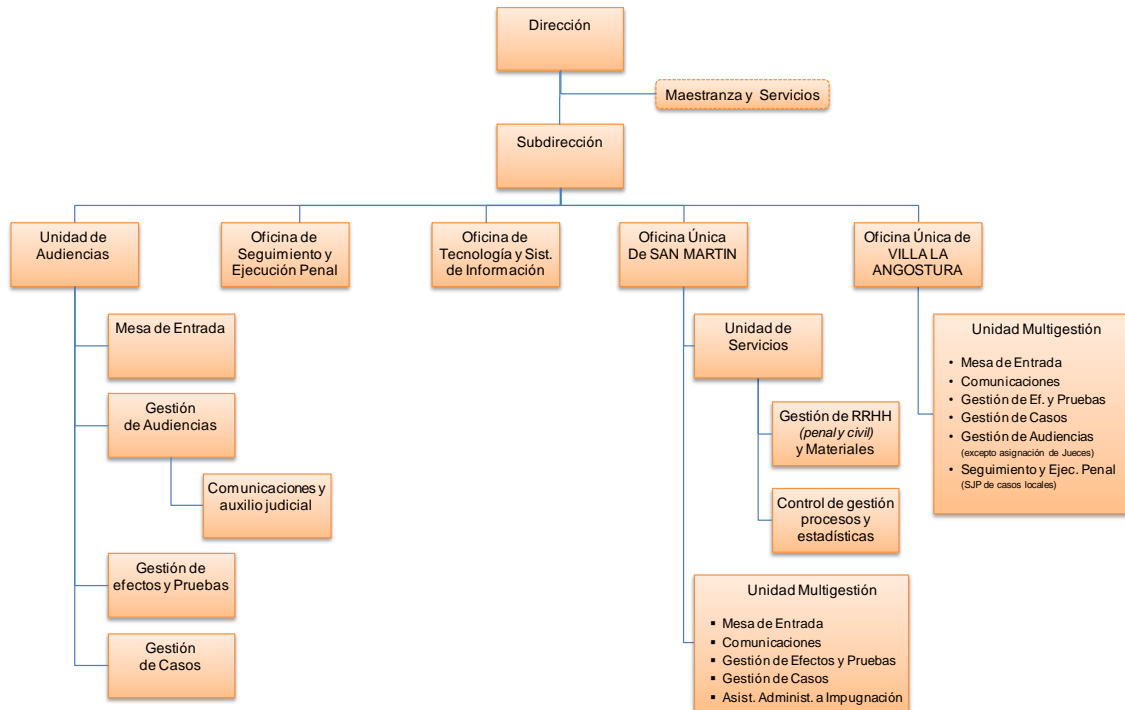 Dirección
Maestranza y Servicios
Subdirección
Unidad de
Audiencias
Oficina de
Seguimiento y
Ejecución Penal
Oficina de
Tecnología y Sist.
de Información
Oficina Única
De SAN MARTIN
Oficina Única de
VILLA LA
ANGOSTURA
Mesa de Entrada
Gestión
de Audiencias
Comunicaciones y
auxilio judicial
Gestión de
efectos y Pruebas
Gestión
de Casos
Unidad de
Servicios
Gestión de RRHH
(penal y civil)
y Materiales
Control de gestión
procesos y
estadísticas
Unidad Multigestión
▪ Mesa de Entrada
▪ Comunicaciones
▪ Gestión de Efectos y Pruebas
▪ Gestión de Casos
▪ Asist. Administ. a Impugnación
Unidad Multigestión
• Mesa de Entrada
• Comunicaciones
• Gestión de Ef. y Pruebas
• Gestión de Casos
• Gestión de Audiencias
(excepto asignación de Jueces)
• Seguimiento y Ejec. Penal
(SJP de casos locales)